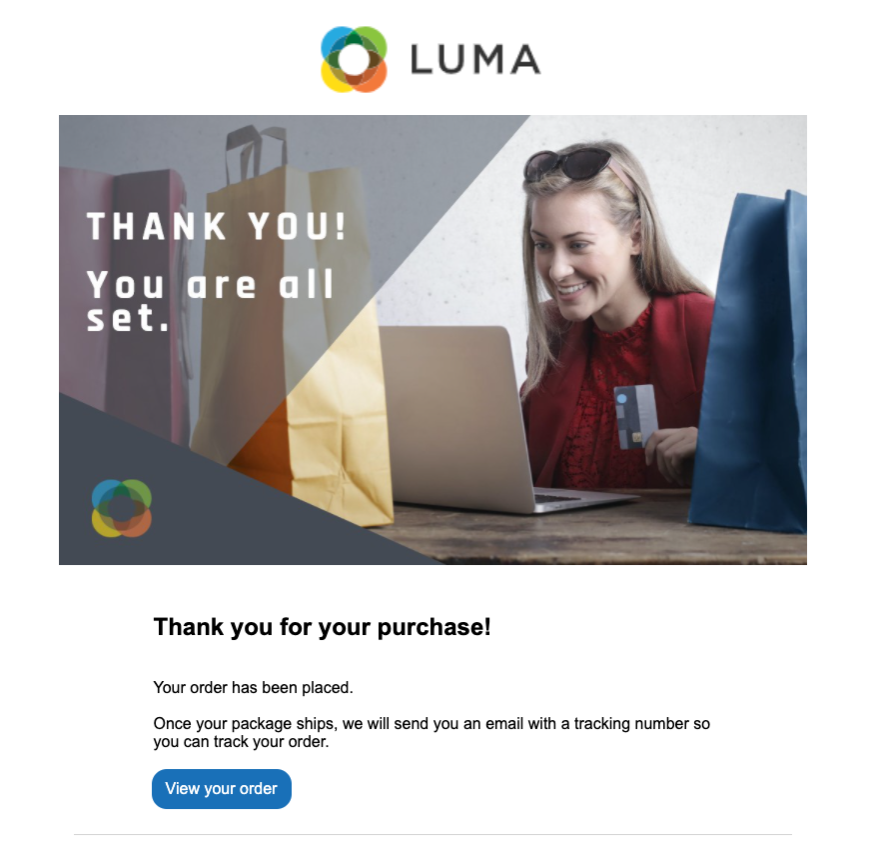 LUMA
THANK YOU!
You are all
set.
Thank you for your purchase!
Your order has been placed.
Once your package ships, we will send you an email with a tracking number so
you can track your order.
View your order